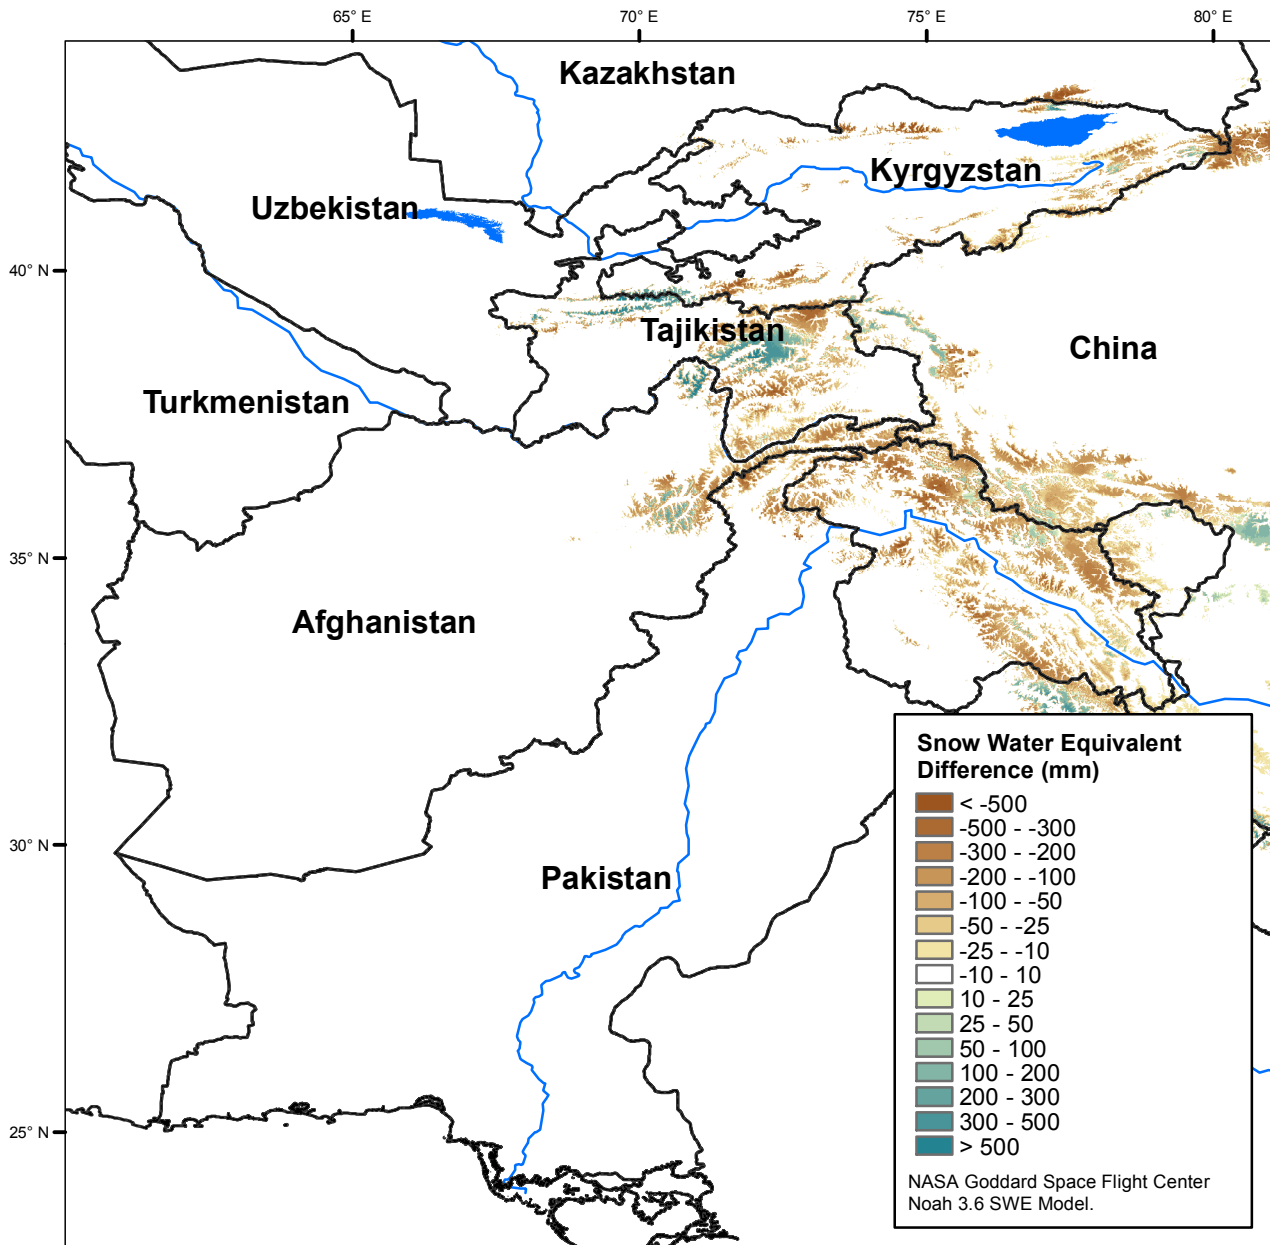 65° E
70° E
75° E
80° E
Kazakhstan
Kyrgyzstan
Uzbekistan
40° N
Tajikistan
China
Turkmenistan
35° N
Afghanistan
30° N
Pakistan
25° N
Snow Water Equivalent
Difference (mm)
< -500
-500 - -300
-300 - -200
-200 - -100
-100 - -50
-50 - -25
-25 - -10
-10 - 10
10 - 25
25 - 50
50 - 100
100 - 200
200 - 300
300 - 500
> 500
NASA Goddard Space Flight Center
Noah 3.6 SWE Model.